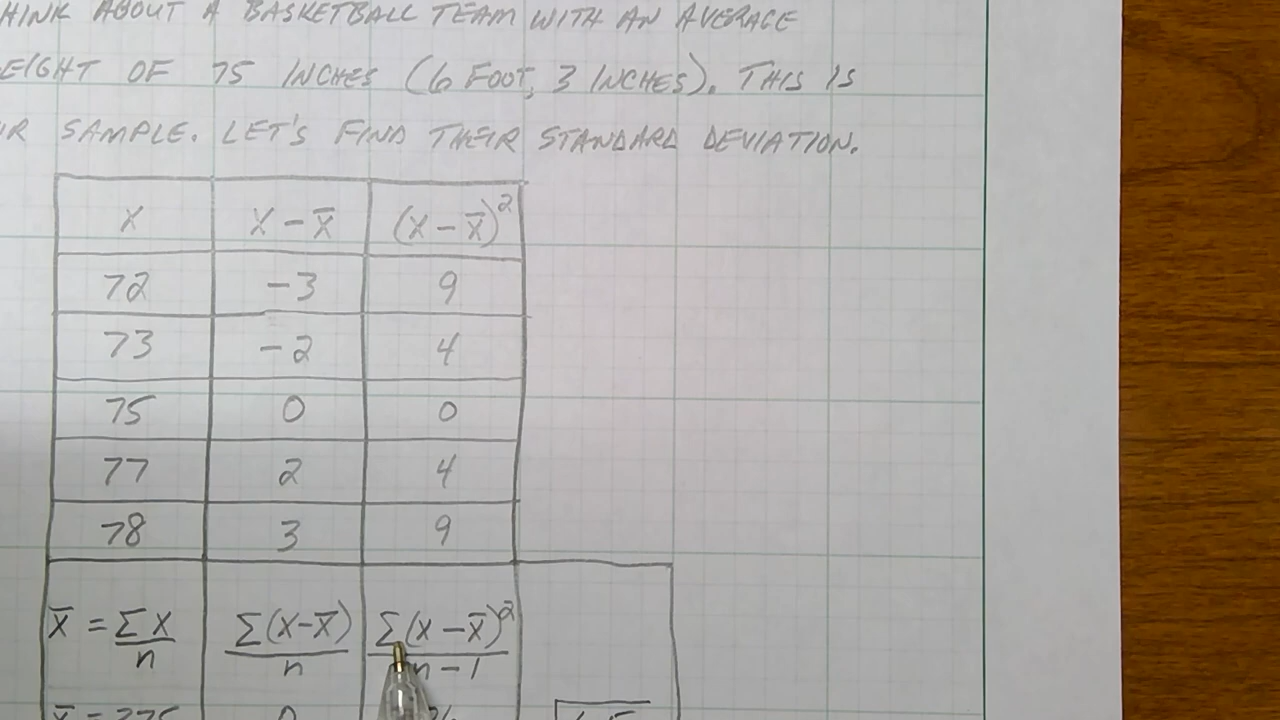 HINK ABOUT A BASKETBALL TEAM WITH AN AVERAGE
EIGHT OF 75 INCHES (6 FOOT, 3 INCHES). THIS IS
R SAMPLE. LET'S FIND THEIR STANDARD DEVIATION.
X X - x̄ (x - x̄)²
72 -3 9
73 -2 4
75 0 0
77 2 4
78 3 9
x̄ = ΣX/n Σ(X-x̄)/n Σ(X-x̄)²/n-1
x̄ = 375 0